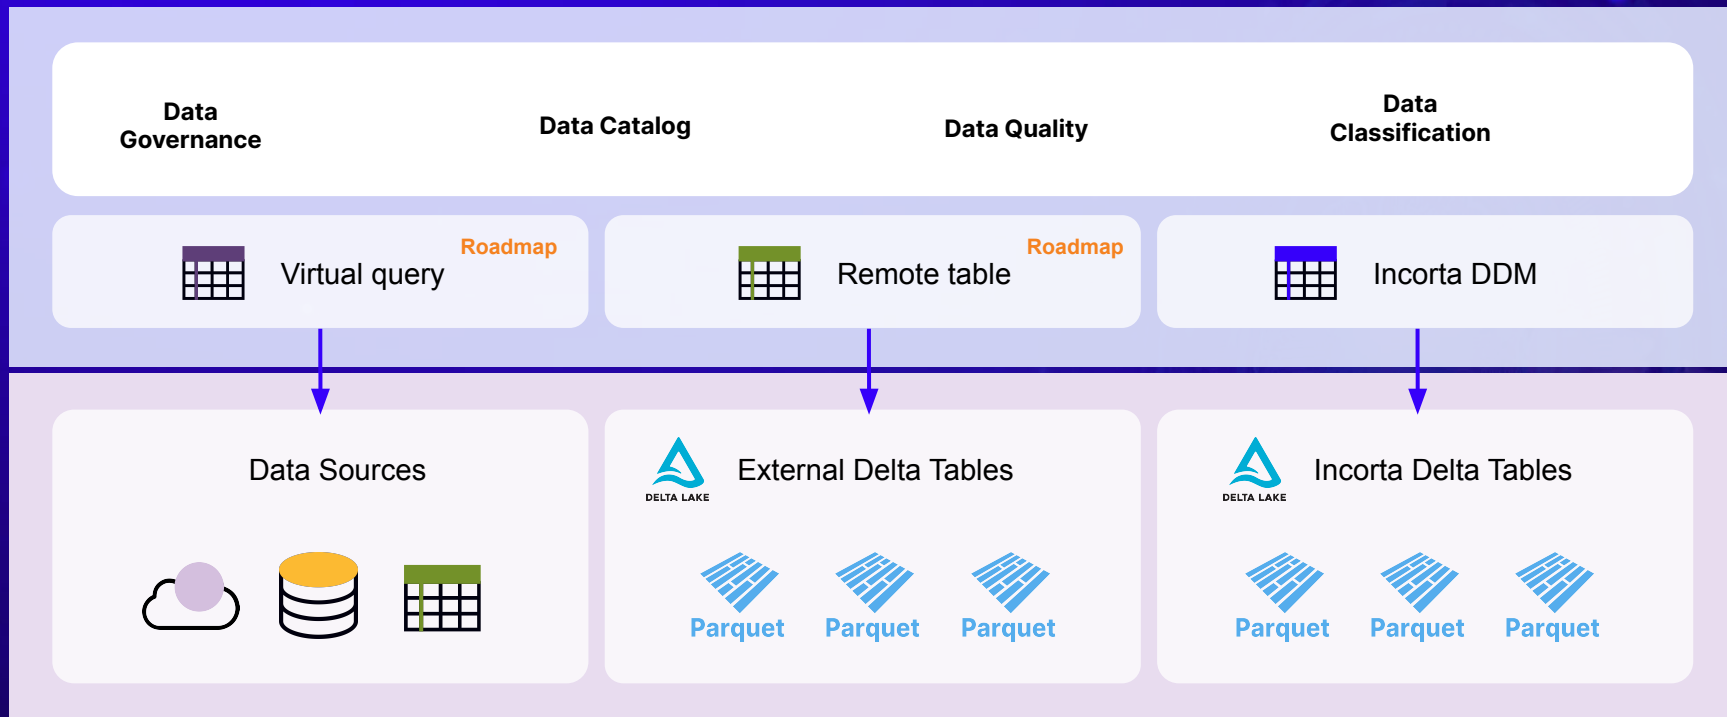 Data
Governance
Data Catalog
Data Quality
Data
Classification
Virtual query
Roadmap
Remote table
Roadmap
Incorta DDM
Data Sources
DELTA LAKE
External Delta Tables
DELTA LAKE
Incorta Delta Tables
Parquet
Parquet
Parquet
Parquet
Parquet
Parquet